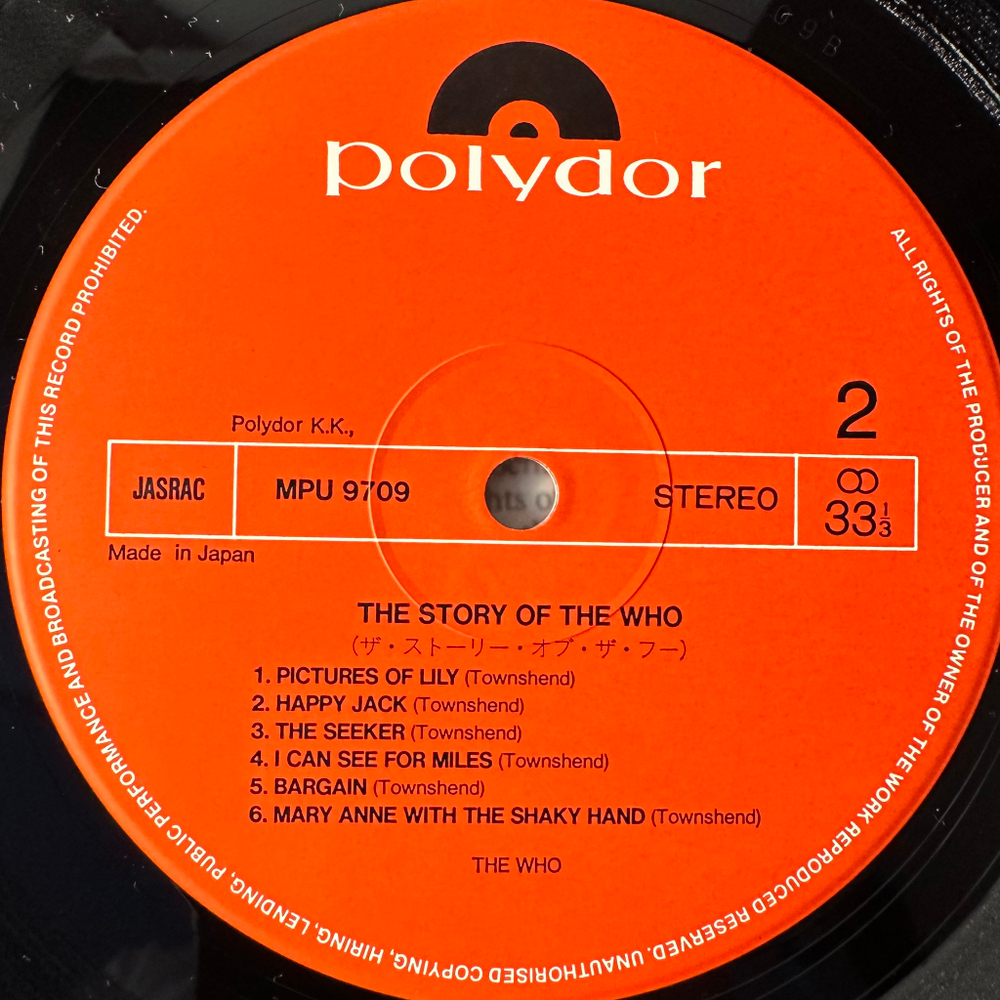 G9B
polydor
ALL RIGHTS OF THE PRODUCER AND OF THE OWNER OF THE WORK REPRODUCED RESERVED. UNAUTHORISED COPYING, HIRING, LENDING, PUBLIC PERFORMANCE AND BROADCASTING OF THIS RECORD PROHIBITED.
2
Polydor K.K.,
JASRAC MPU 9709 STEREO ꝏ 33⅓
Made in Japan
THE STORY OF THE WHO
(ザ・ストーリー・オブ・ザ・フー)
1. PICTURES OF LILY (Townshend)
2. HAPPY JACK (Townshend)
3. THE SEEKER (Townshend)
4. I CAN SEE FOR MILES (Townshend)
5. BARGAIN (Townshend)
6. MARY ANNE WITH THE SHAKY HAND (Townshend)
THE WHO